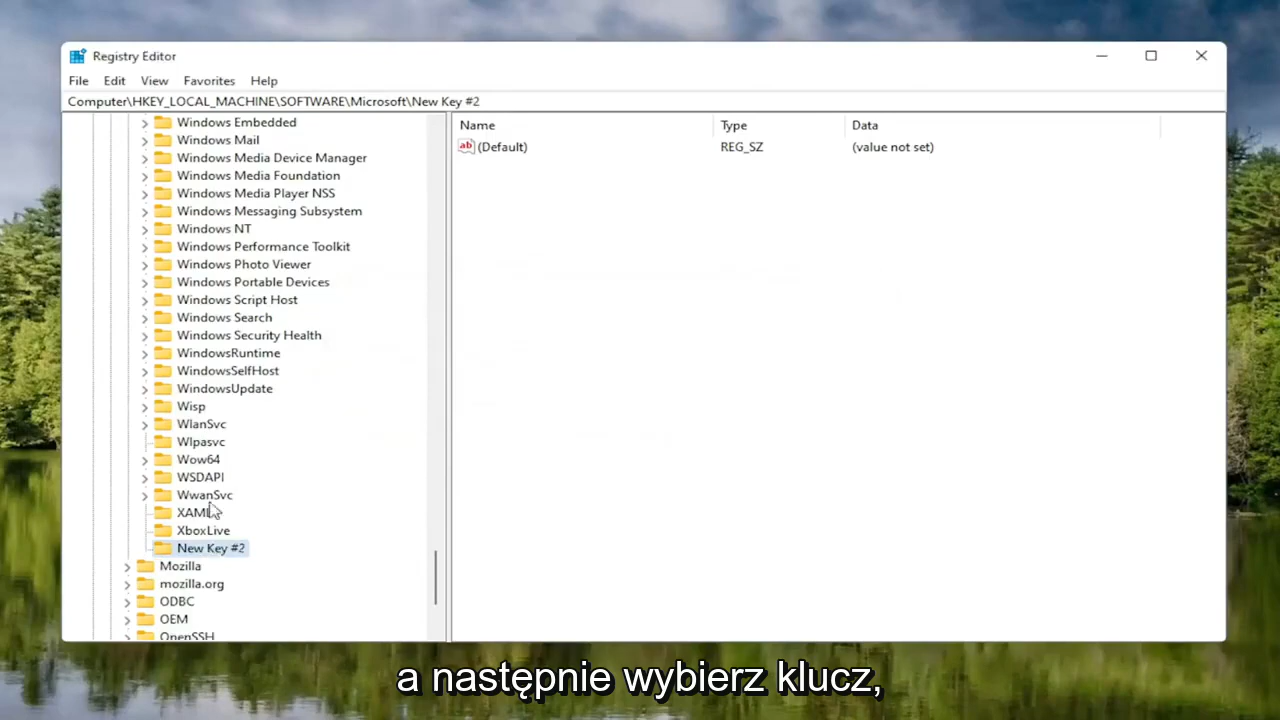 Registry Editor
File Edit View Favorites Help
Computer\HKEY_LOCAL_MACHINE\SOFTWARE\Microsoft\New Key #2
Windows Embedded
Windows Mail
Windows Media Device Manager
Windows Media Foundation
Windows Media Player NSS
Windows Messaging Subsystem
Windows NT
Windows Performance Toolkit
Windows Photo Viewer
Windows Portable Devices
Windows Script Host
Windows Search
Windows Security Health
WindowsRuntime
WindowsSelfHost
WindowsUpdate
Wisp
WlanSvc
Wlpasvc
Wow64
WSDAPI
WwanSvc
XAML
XboxLive
New Key #2
Mozilla
mozilla.org
ODBC
OEM
OpenSSH
Name Type Data
ab (Default) REG_SZ (value not set)
a następnie wybierz klucz,